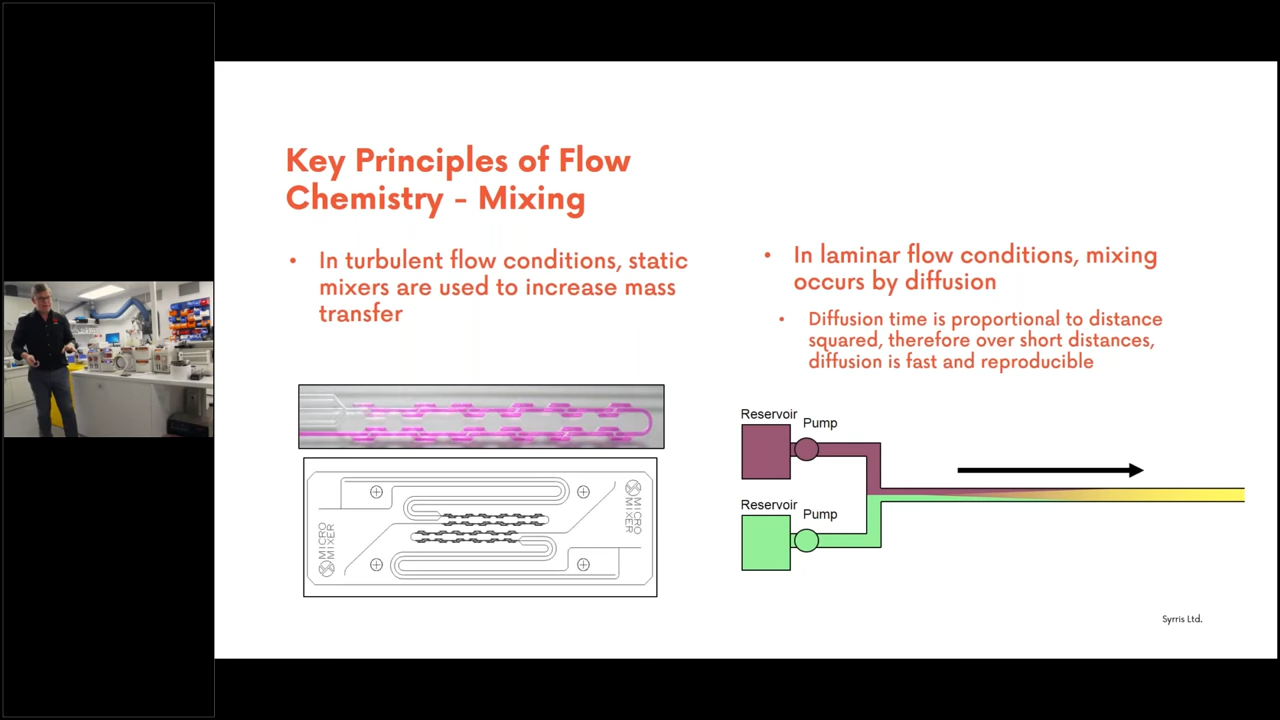 Key Principles of Flow
Chemistry - Mixing
• In turbulent flow conditions, static
mixers are used to increase mass
transfer
MICRO
MIXER
MICRO
MIXER
• In laminar flow conditions, mixing
occurs by diffusion
• Diffusion time is proportional to distance
squared, therefore over short distances,
diffusion is fast and reproducible
Reservoir
Pump
Reservoir
Pump
Syrris Ltd.